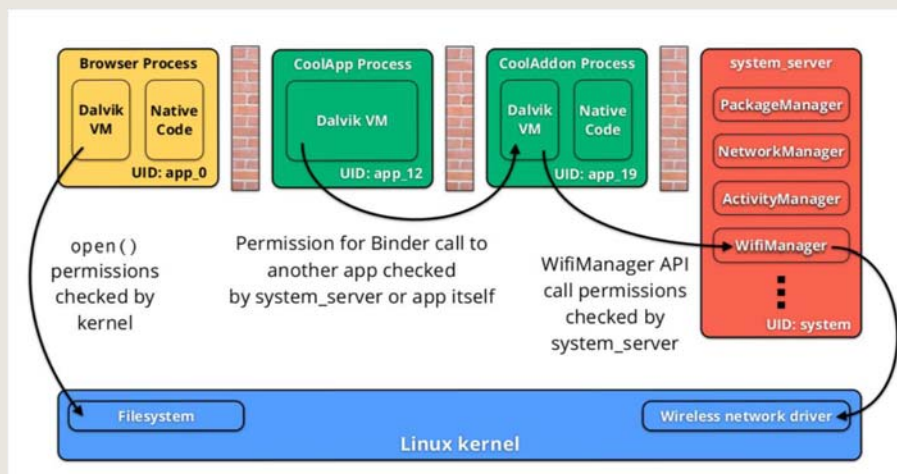 Browser Process
Dalvik
VM
Native
Code
UID: app_0
CoolApp Process
Dalvik VM
UID: app_12
CoolAddon Process
Dalvik
VM
Native
Code
UID: app_19
system_server
PackageManager
NetworkManager
ActivityManager
WifiManager
UID: system
open()
permissions
checked by
kernel
Permission for Binder call to
another app checked
by system_server or app itself
WifiManager API
call permissions
checked by
system_server
Filesystem
Wireless network driver
Linux kernel